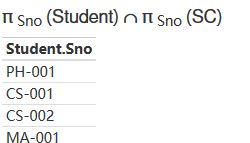 π Sno (Student) ∩ π Sno (SC)
Student.Sno
PH-001
CS-001
CS-002
MA-001